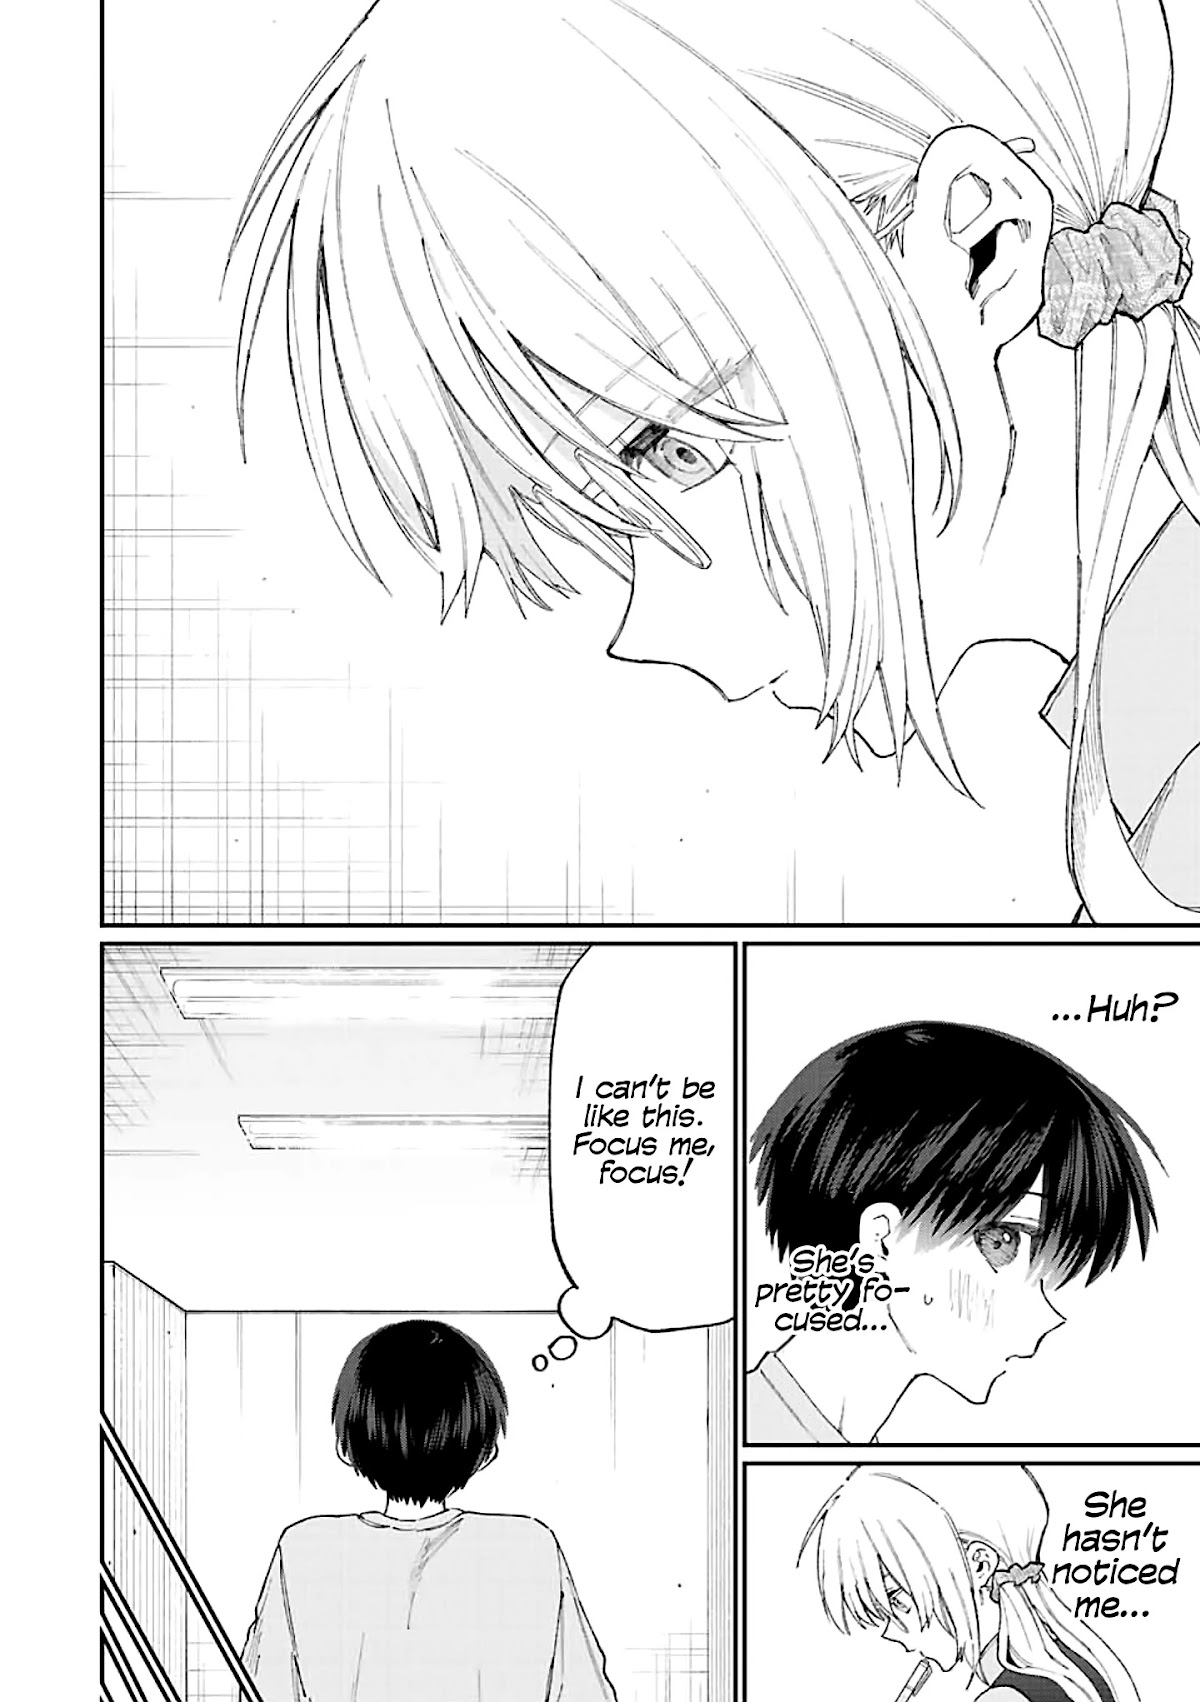 ...Huh?
She's
pretty fo-
cused...
She
hasn't
noticed
me...
I can't be
like this.
Focus me,
focus!